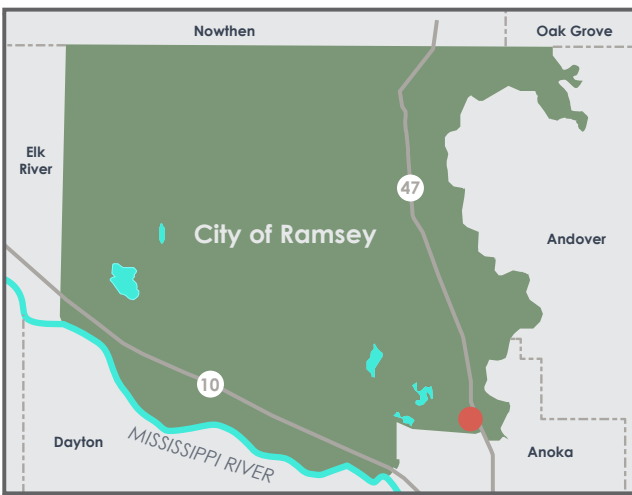 Nowthen
Oak Grove
Elk
River
47
City of Ramsey
Andover
10
Dayton
MISSISSIPPI RIVER
Anoka